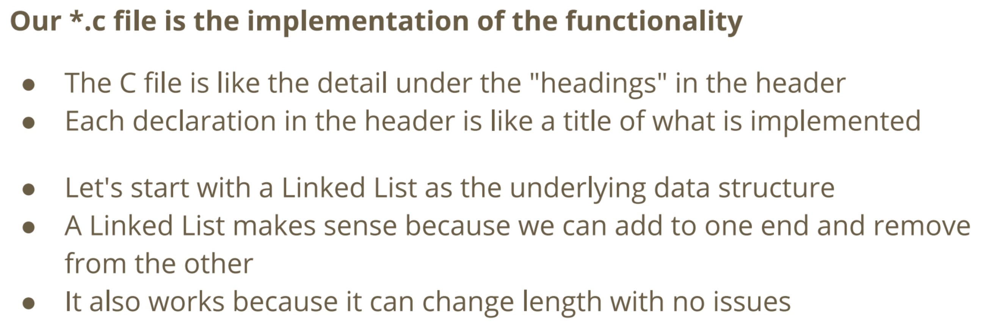 Our *.c file is the implementation of the functionality
● The C file is like the detail under the "headings" in the header
● Each declaration in the header is like a title of what is implemented
● Let's start with a Linked List as the underlying data structure
● A Linked List makes sense because we can add to one end and remove
from the other
● It also works because it can change length with no issues